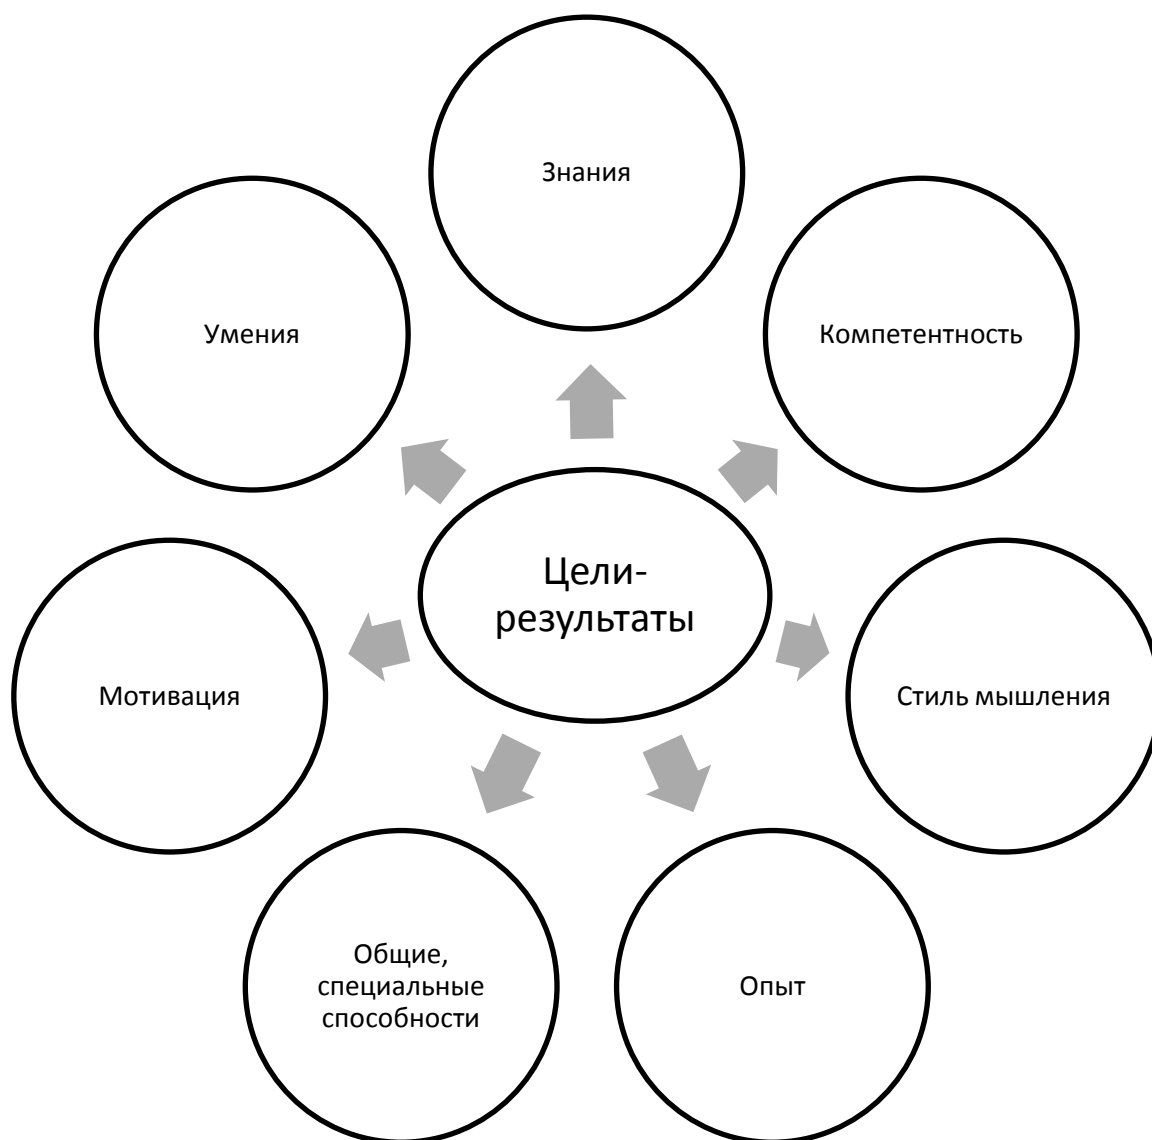 Знания
Умения
Компетентность
Цели-
результаты
Мотивация
Стиль мышления
Общие,
специальные
способности
Опыт